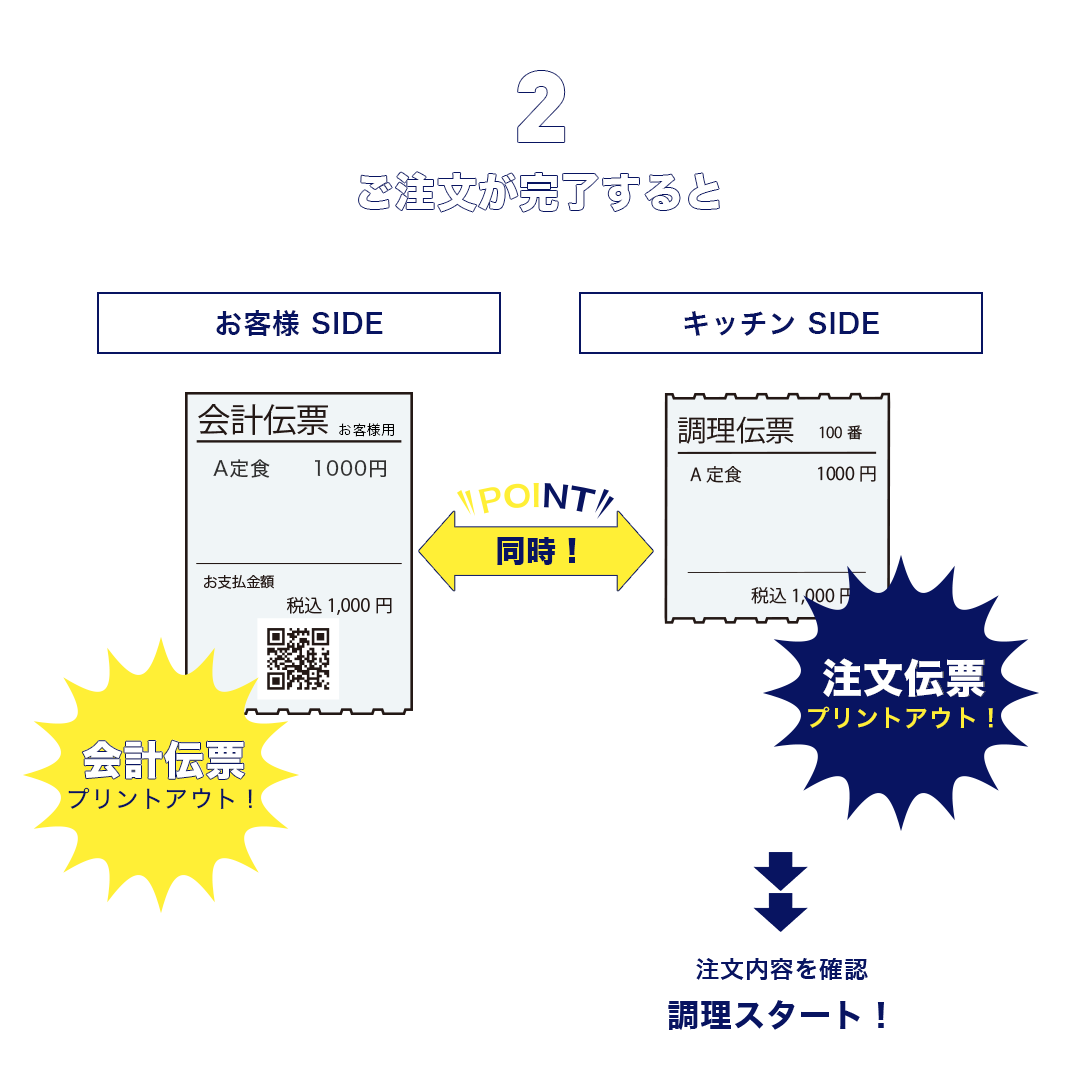 2
ご注文が完了すると
お客様 SIDE
キッチン SIDE
会計伝票 お客様用
A定食 1000円
お支払金額
税込 1,000 円
POINT
同時！
調理伝票 100 番
A 定食 1000 円
税込 1,000 円
会計伝票
プリントアウト！
注文伝票
プリントアウト！
注文内容を確認
調理スタート！